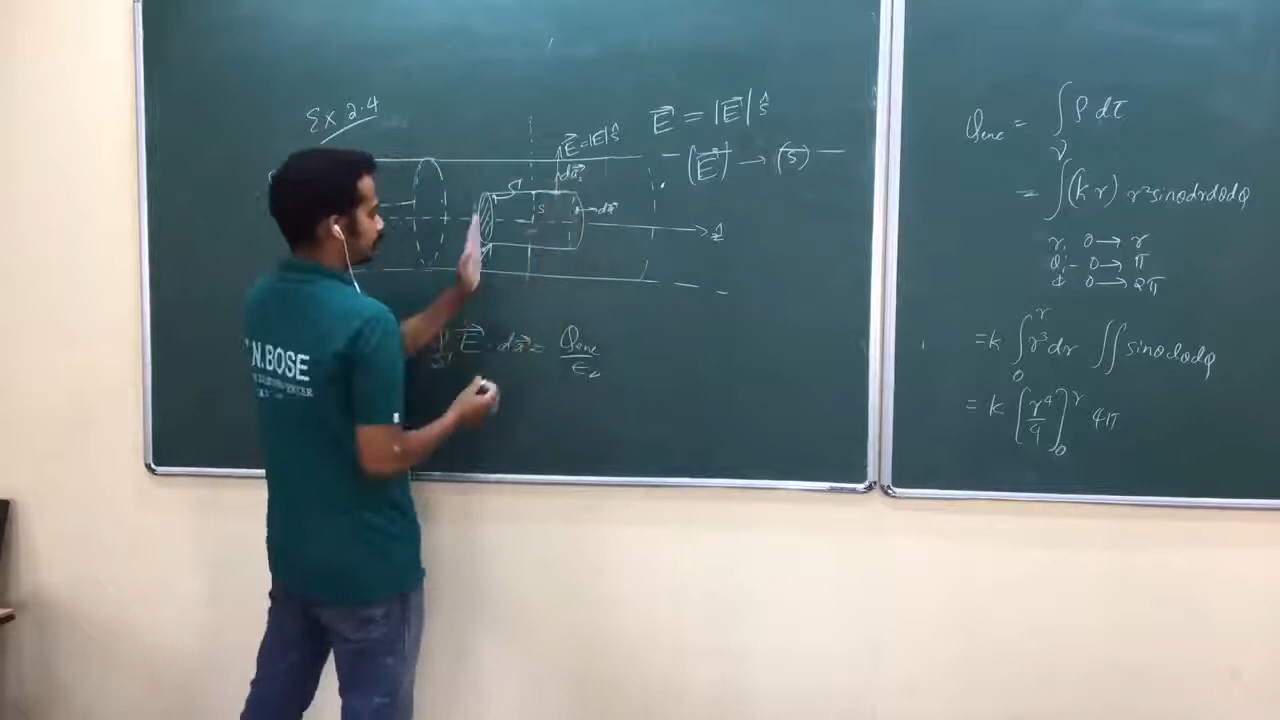 Ex 2.4
E⃗ = |E⃗| ŝ
E⃗ = |E| ŝ
(E⃗) → (s)
da⃗
s
da⃗
ẑ
E⃗ · da⃗ = Qenc/ϵ₀
N.BOSE
Qenc = ∫ᵥ ρ dτ
= ∫ᵥ (k r) r² sinθ dr dθ dφ
r, 0 → r
θ, 0 → π
φ 0 → 2π
= k ∫₀ʳ r³ dr ∬ sinθ dθ dφ
= k [r⁴/4]₀ʳ 4π